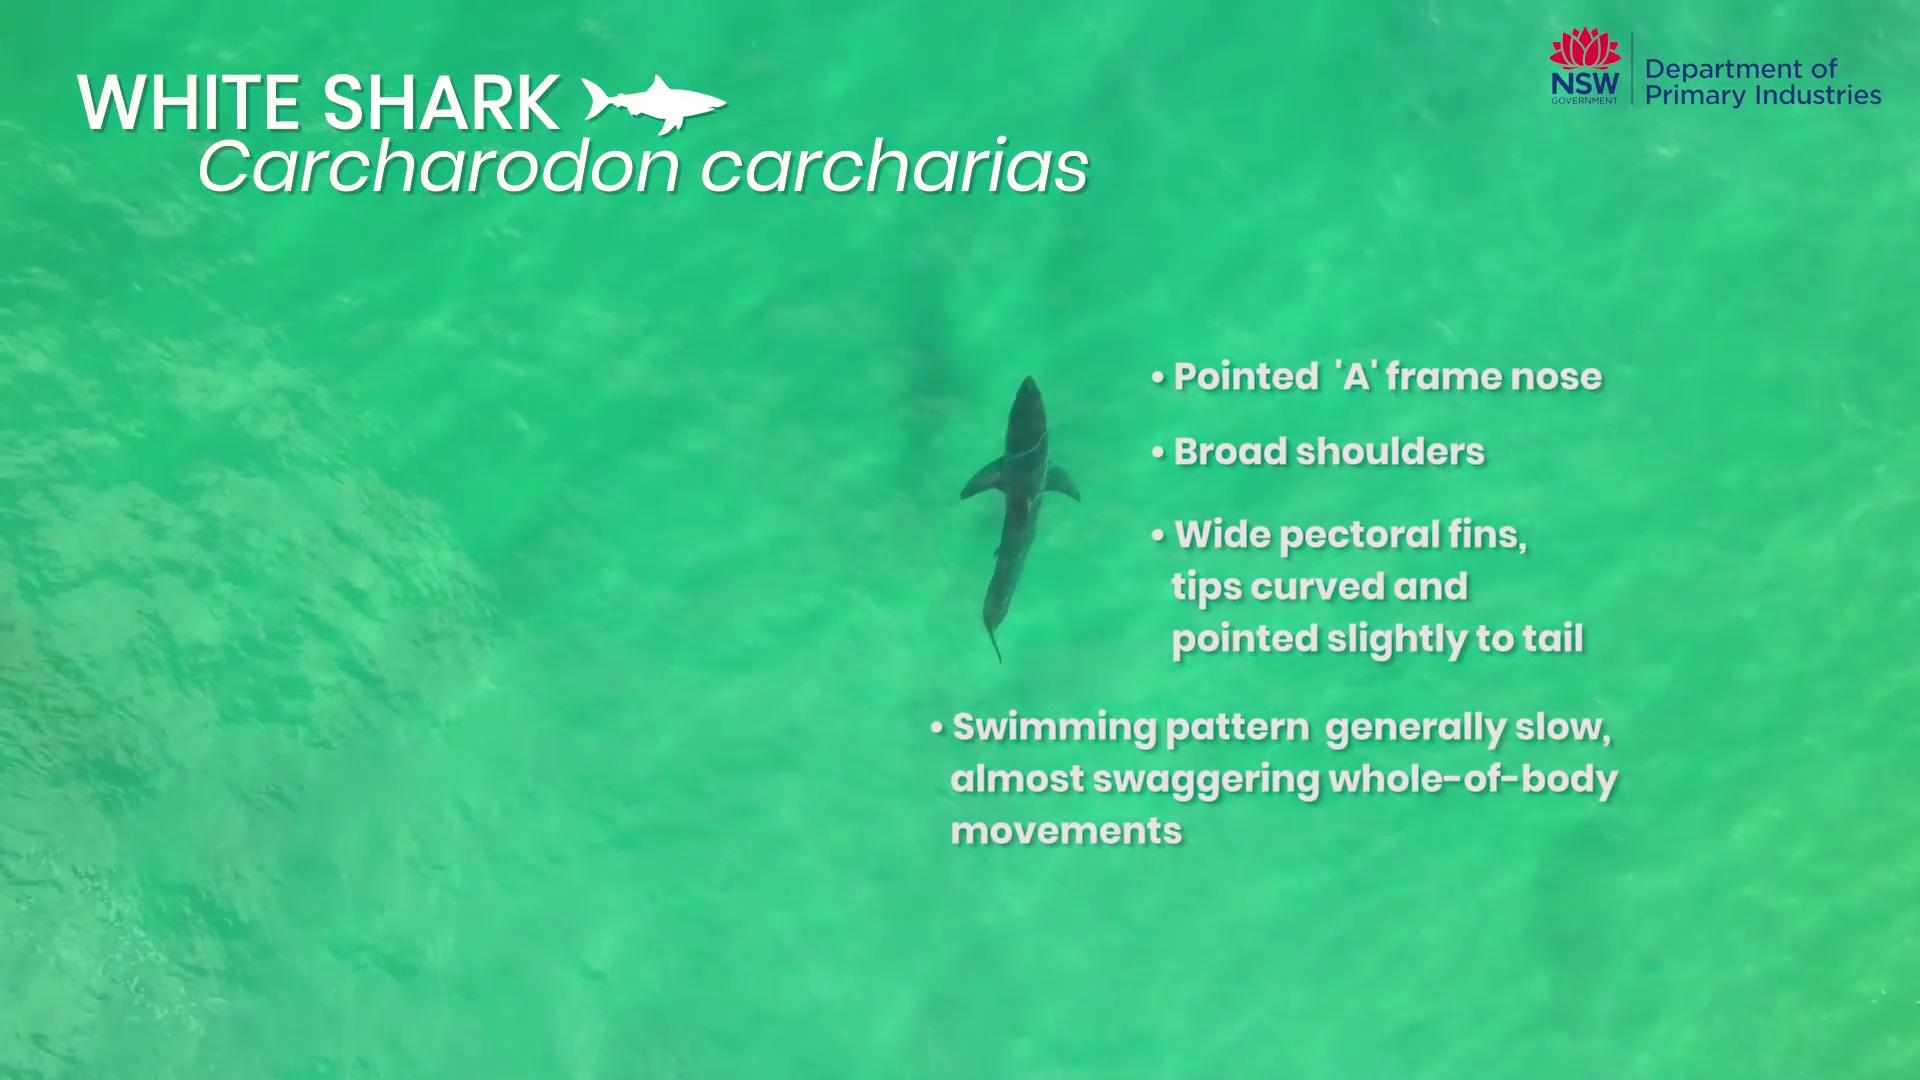 WHITE SHARK
Carcharodon carcharias
NSW
GOVERNMENT
Department of
Primary Industries
• Pointed 'A' frame nose
• Broad shoulders
• Wide pectoral fins,
tips curved and
pointed slightly to tail
• Swimming pattern generally slow,
almost swaggering whole-of-body
movements